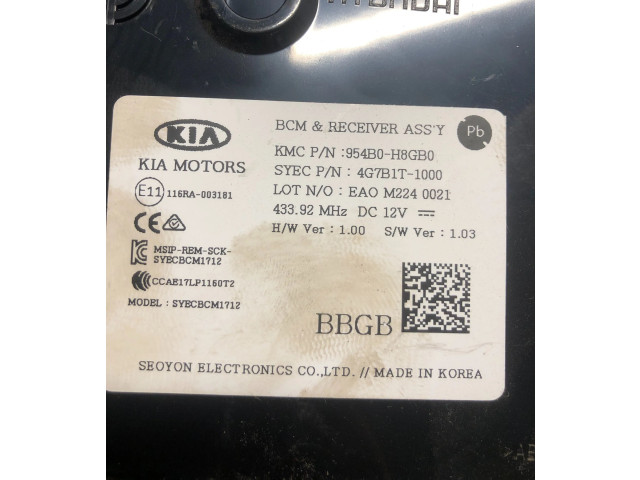 HYUNDAI
KIA
KIA MOTORS
BCM & RECEIVER ASS'Y
Pb
KMC P/N :954B0-H8GB0
SYEC P/N : 4G7B1T-1000
LOT N/O : EAO M224 0021
433.92 MHz DC 12V
H/W Ver : 1.00 S/W Ver : 1.03
E11 116RA-003181
CE
MSIP-REM-SCK-
SYECBCM1712
CCAE17LP1160T2
MODEL : SYECBCM1712
BBGB
SEOYON ELECTRONICS CO.,LTD. // MADE IN KOREA